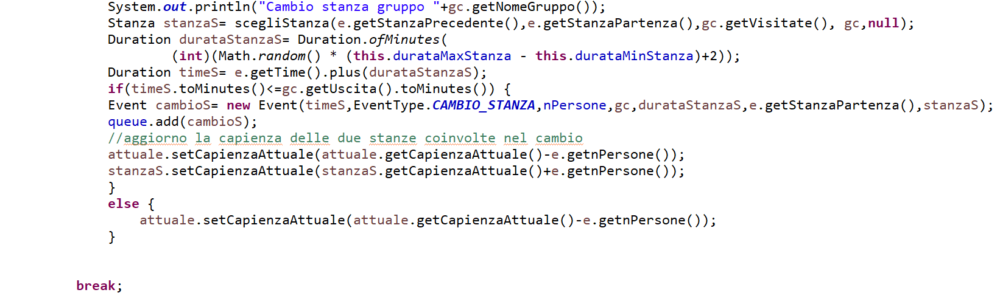 System.out.println("Cambio stanza gruppo "+gc.getNomeGruppo());
Stanza stanzaS= scegliStanza(e.getStanzaPrecedente(),e.getStanzaPartenza(),gc.getVisitate(), gc,null);
Duration durataStanzaS= Duration.ofMinutes(
(int)(Math.random() * (this.durataMaxStanza - this.durataMinStanza)+2));
Duration timeS= e.getTime().plus(durataStanzaS);
if(timeS.toMinutes()<=gc.getUscita().toMinutes()) {
Event cambioS= new Event(timeS,EventType.CAMBIO_STANZA,nPersone,gc,durataStanzaS,e.getStanzaPartenza(),stanzaS);
queue.add(cambioS);
//aggiorno la capienza delle due stanze coinvolte nel cambio
attuale.setCapienzaAttuale(attuale.getCapienzaAttuale()-e.getnPersone());
stanzaS.setCapienzaAttuale(stanzaS.getCapienzaAttuale()+e.getnPersone());
}
else {
attuale.setCapienzaAttuale(attuale.getCapienzaAttuale()-e.getnPersone());
}
break;